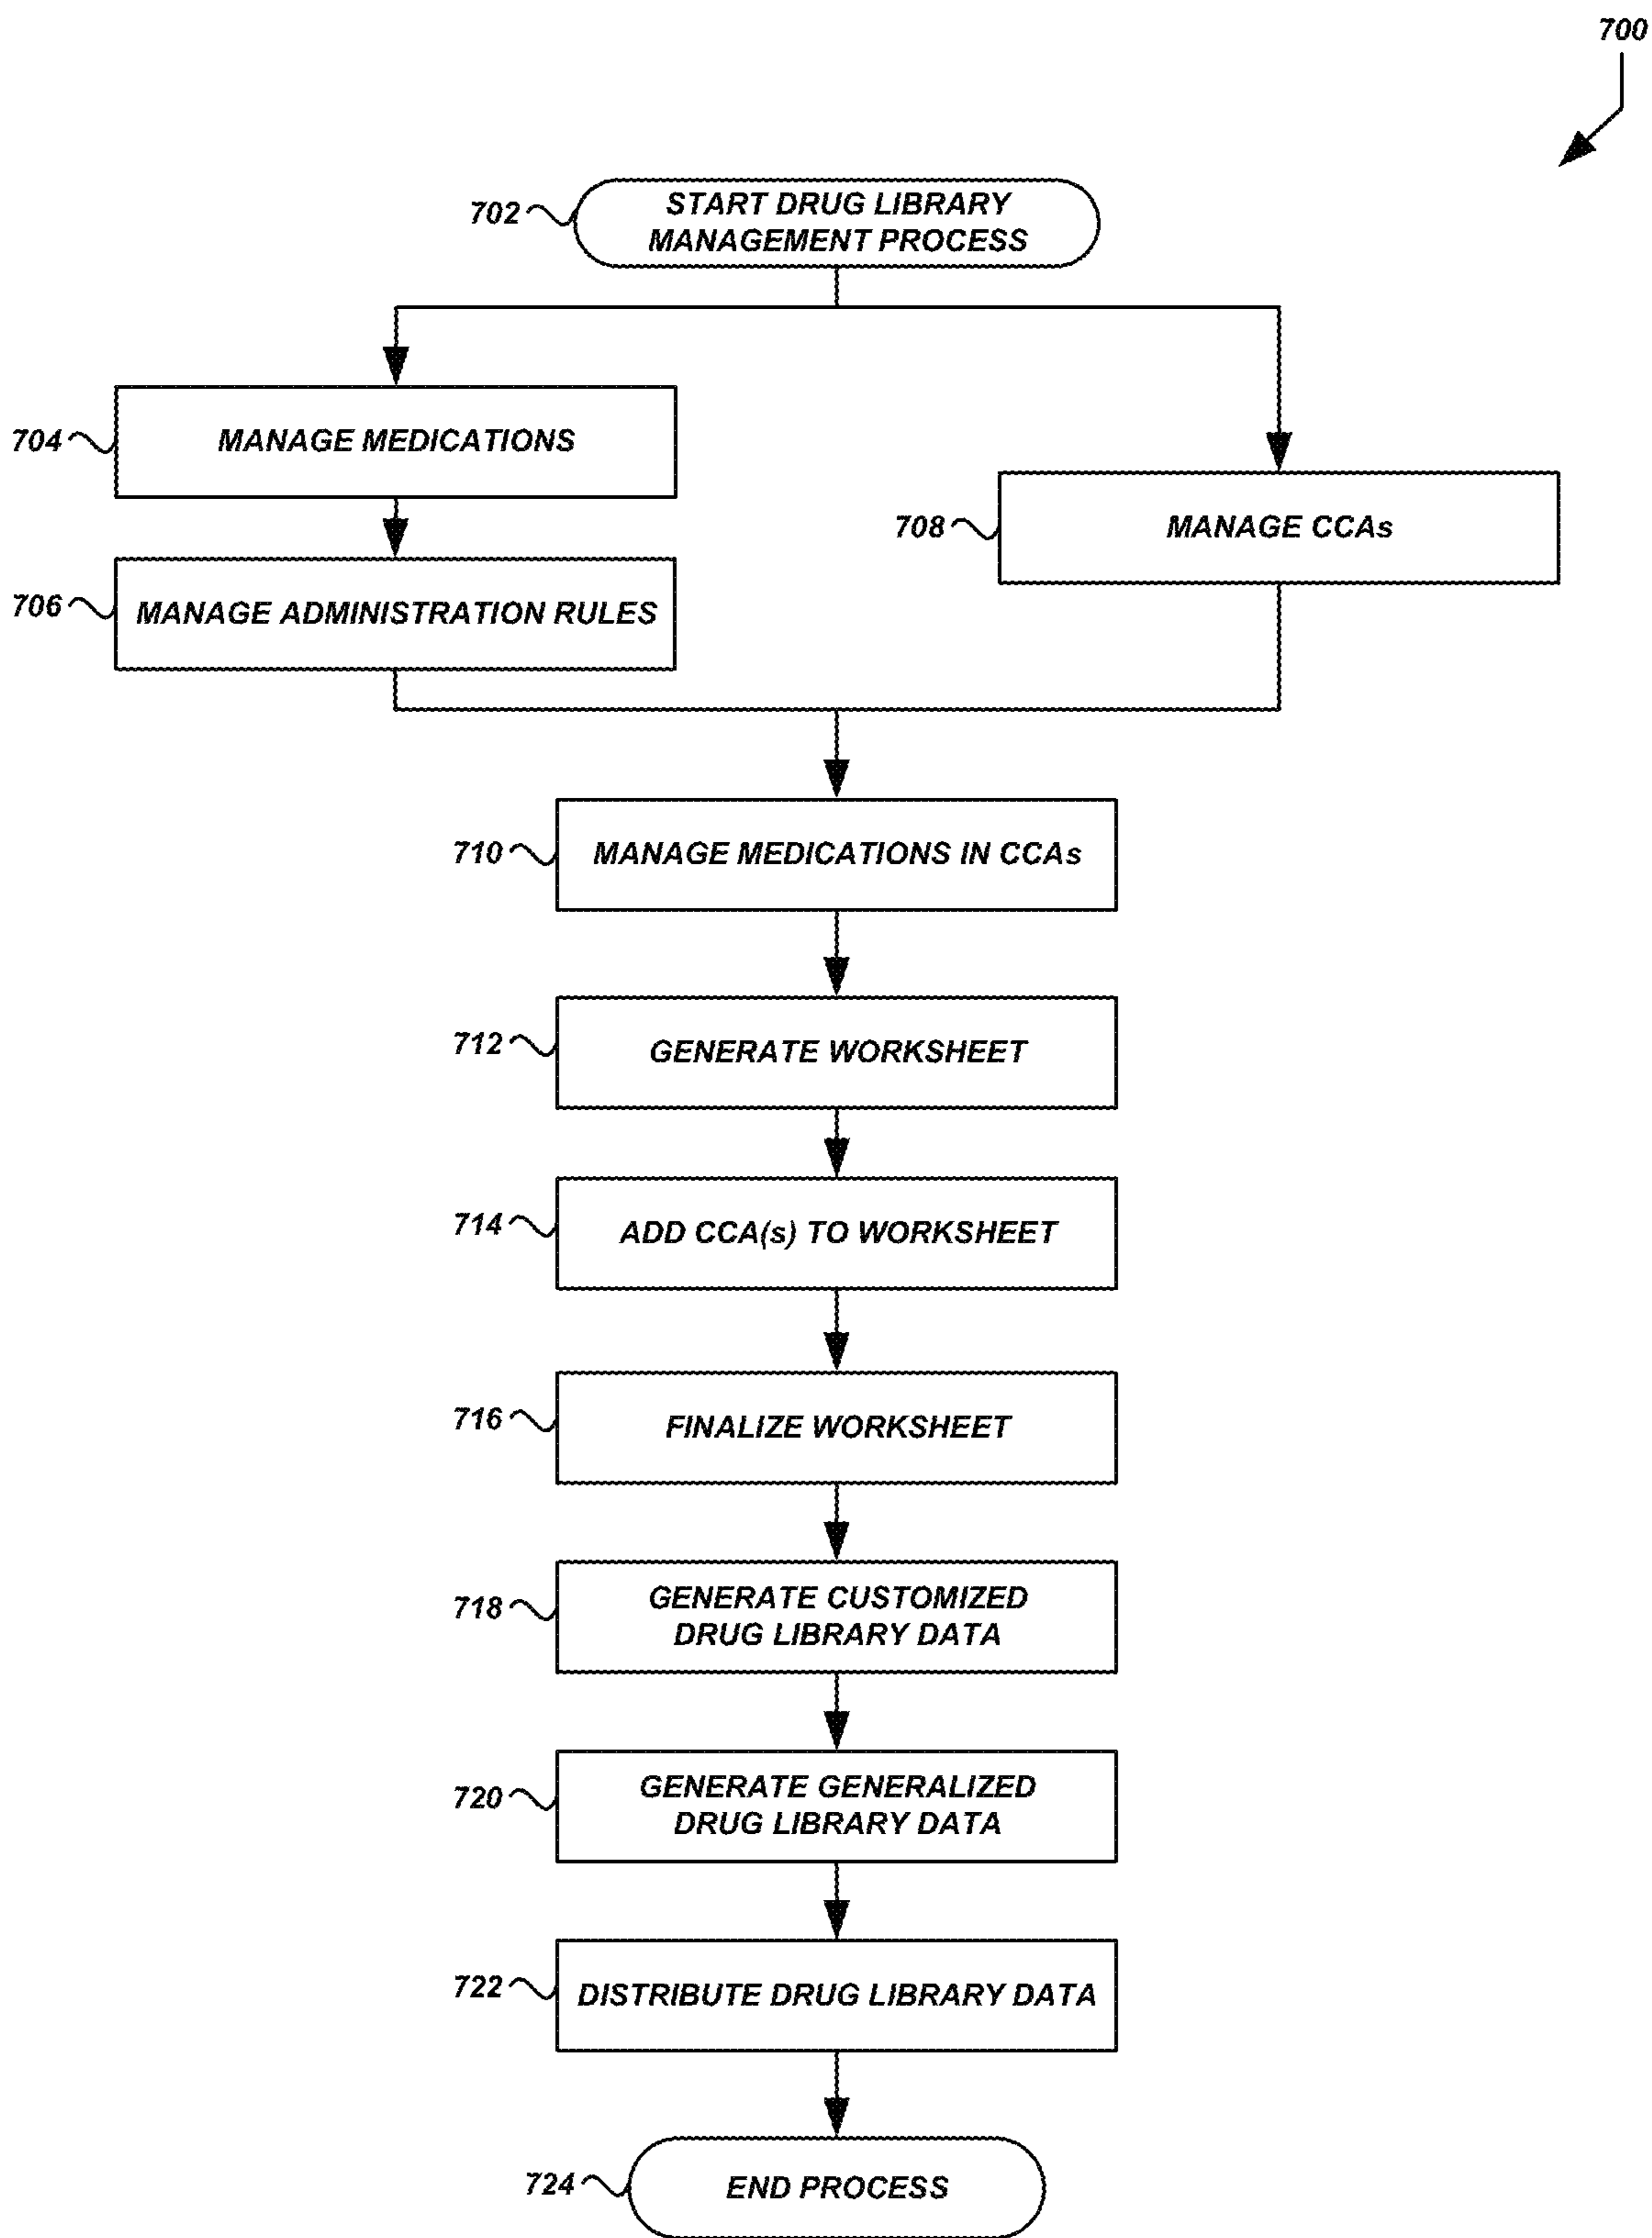 700
702
START DRUG LIBRARY
MANAGEMENT PROCESS
704
MANAGE MEDICATIONS
706
MANAGE ADMINISTRATION RULES
708
MANAGE CCAs
710
MANAGE MEDICATIONS IN CCAs
712
GENERATE WORKSHEET
714
ADD CCA(s) TO WORKSHEET
716
FINALIZE WORKSHEET
718
GENERATE CUSTOMIZED
DRUG LIBRARY DATA
720
GENERATE GENERALIZED
DRUG LIBRARY DATA
722
DISTRIBUTE DRUG LIBRARY DATA
724
END PROCESS